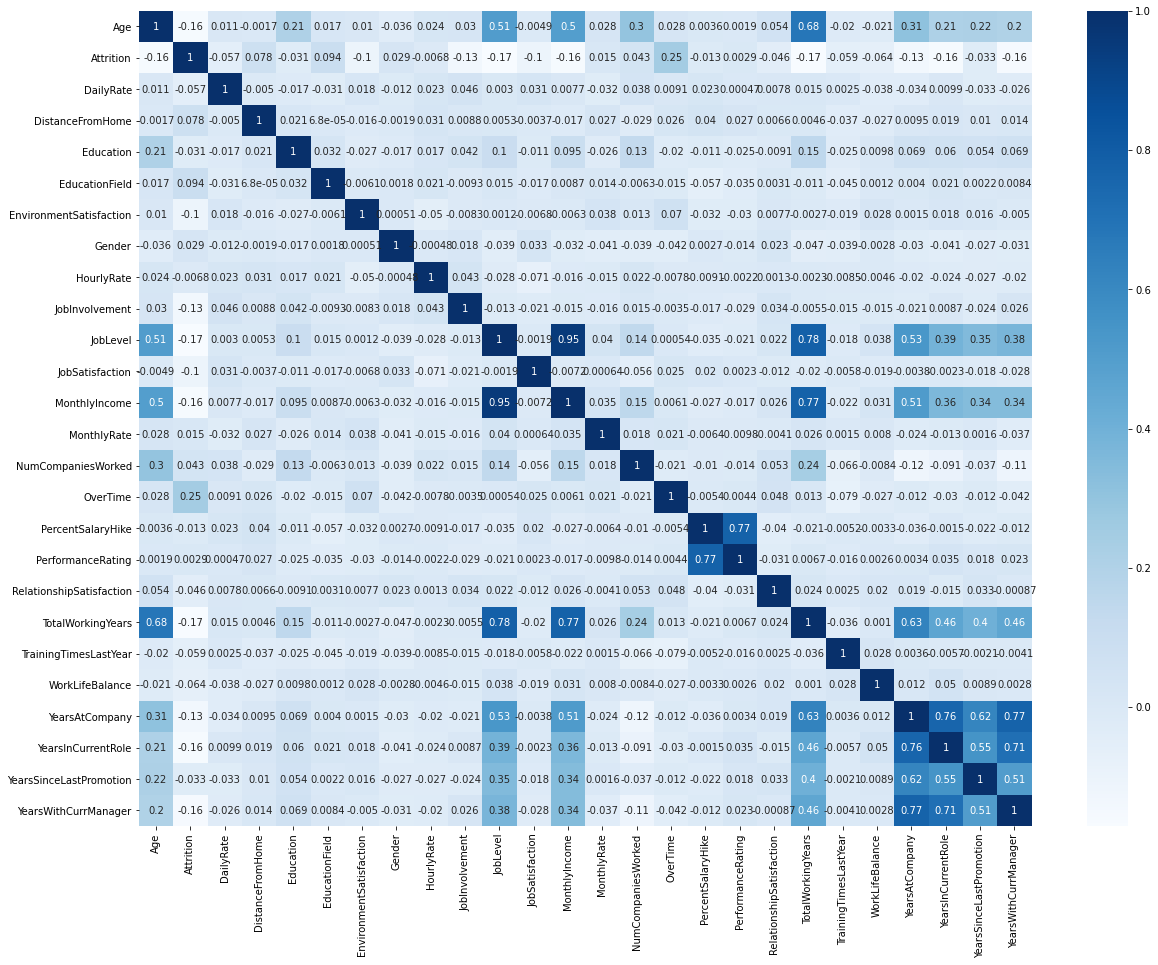 Age 1 -0.16 0.011 -0.0017 0.21 0.017 0.01 -0.036 0.024 0.03 0.51 -0.0049 0.5 0.028 0.3 0.028 0.0036 0.0019 0.054 0.68 -0.02 -0.021 0.31 0.21 0.22 0.2 1.0
Attrition -0.16 1 -0.057 0.078 -0.031 0.094 -0.1 0.029 -0.0068 -0.13 -0.17 -0.1 -0.16 0.015 0.043 0.25 -0.013 0.0029 -0.046 -0.17 -0.059 -0.064 -0.13 -0.16 -0.033 -0.16
DailyRate 0.011 -0.057 1 -0.005 -0.017 -0.031 0.018 -0.012 0.023 0.046 0.003 0.031 0.0077 -0.032 0.038 0.0091 0.023 0.00047 0.0078 0.015 0.0025 -0.038 -0.034 0.0099 -0.033 -0.026
DistanceFromHome -0.0017 0.078 -0.005 1 0.021 6.8e-05 -0.016 -0.0019 0.031 0.0088 0.0053 -0.0037 -0.017 0.027 -0.029 0.026 0.04 0.027 0.0066 0.0046 -0.037 -0.027 0.0095 0.019 0.01 0.014 0.8
Education 0.21 -0.031 -0.017 0.021 1 0.032 -0.027 -0.017 0.017 0.042 0.1 -0.011 0.095 -0.026 0.13 -0.02 -0.011 -0.025 -0.0091 0.15 -0.025 0.0098 0.069 0.06 0.054 0.069
EducationField 0.017 0.094 -0.031 6.8e-05 0.032 1 -0.0061 0.0018 0.021 -0.0093 0.015 -0.017 0.0087 0.014 -0.0063 -0.015 -0.057 -0.035 0.0031 -0.011 -0.045 0.0012 0.004 0.021 0.0022 0.0084
EnvironmentSatisfaction 0.01 -0.1 0.018 -0.016 -0.027 -0.0061 1 0.00051 -0.05 -0.0083 0.0012 -0.0068 -0.0063 0.038 0.013 0.07 -0.032 -0.03 0.0077 -0.0027 -0.019 0.028 0.0015 0.018 0.016 -0.005
Gender -0.036 0.029 -0.012 -0.0019 -0.017 0.0018 0.00051 1 -0.00048 0.018 -0.039 0.033 -0.032 -0.041 -0.039 -0.042 0.0027 -0.014 0.023 -0.047 -0.039 -0.0028 -0.03 -0.041 -0.027 -0.031
HourlyRate 0.024 -0.0068 0.023 0.031 0.017 0.021 -0.05 -0.00048 1 0.043 -0.028 -0.071 -0.016 -0.015 0.022 -0.0078 -0.0091 -0.0022 0.0013 -0.0023 -0.0085 -0.0046 -0.02 -0.024 -0.027 -0.02 0.6
JobInvolvement 0.03 -0.13 0.046 0.0088 0.042 -0.0093 -0.0083 0.018 0.043 1 -0.013 -0.021 -0.015 -0.016 0.015 -0.0035 -0.017 -0.029 0.034 -0.0055 -0.015 -0.015 -0.021 0.0087 -0.024 0.026
JobLevel 0.51 -0.17 0.003 0.0053 0.1 0.015 0.0012 -0.039 -0.028 -0.013 1 -0.0019 0.95 0.04 0.14 0.00054 -0.035 -0.021 0.022 0.78 -0.018 0.038 0.53 0.39 0.35 0.38
JobSatisfaction -0.0049 -0.1 0.031 -0.0037 -0.011 -0.017 -0.0068 0.033 -0.071 -0.021 -0.0019 1 -0.0072 0.00064 -0.056 0.025 0.02 0.0023 -0.012 -0.02 -0.0058 -0.019 -0.0038 -0.0023 -0.018 -0.028
MonthlyIncome 0.5 -0.16 0.0077 -0.017 0.095 0.0087 -0.0063 -0.032 -0.016 -0.015 0.95 -0.0072 1 0.035 0.15 0.0061 -0.027 -0.017 0.026 0.77 -0.022 0.031 0.51 0.36 0.34 0.34
MonthlyRate 0.028 0.015 -0.032 0.027 -0.026 0.014 0.038 -0.041 -0.015 -0.016 0.04 0.00064 0.035 1 0.018 0.021 -0.0064 -0.0098 -0.0041 0.026 0.0015 0.008 -0.024 -0.013 0.0016 -0.037 0.4
NumCompaniesWorked 0.3 0.043 0.038 -0.029 0.13 -0.0063 0.013 -0.039 0.022 0.015 0.14 -0.056 0.15 0.018 1 -0.021 -0.01 -0.014 0.053 0.24 -0.066 -0.0084 -0.12 -0.091 -0.037 -0.11
OverTime 0.028 0.25 0.0091 0.026 -0.02 -0.015 0.07 -0.042 -0.0078 -0.0035 0.00054 0.025 0.0061 0.021 -0.021 1 -0.0054 0.0044 0.048 0.013 -0.079 -0.027 -0.012 -0.03 -0.012 -0.042
PercentSalaryHike 0.0036 -0.013 0.023 0.04 -0.011 -0.057 -0.032 0.0027 -0.0091 -0.017 -0.035 0.02 -0.027 -0.0064 -0.01 -0.0054 1 0.77 -0.04 -0.021 -0.0052 -0.0033 -0.036 -0.0015 -0.022 -0.012
PerformanceRating 0.0019 0.0029 0.00047 0.027 -0.025 -0.035 -0.03 -0.014 -0.0022 -0.029 -0.021 0.0023 -0.017 -0.0098 -0.014 0.0044 0.77 1 -0.031 0.0067 -0.016 0.0026 0.0034 0.035 0.018 0.023 0.2
RelationshipSatisfaction 0.054 -0.046 0.0078 0.0066 -0.0091 0.0031 0.0077 0.023 0.0013 0.034 0.022 -0.012 0.026 -0.0041 0.053 0.048 -0.04 -0.031 1 0.024 0.0025 0.02 0.019 -0.015 0.033 -0.00087
TotalWorkingYears 0.68 -0.17 0.015 0.0046 0.15 -0.011 -0.0027 -0.047 -0.0023 -0.0055 0.78 -0.02 0.77 0.026 0.24 0.013 -0.021 0.0067 0.024 1 -0.036 0.001 0.63 0.46 0.4 0.46
TrainingTimesLastYear -0.02 -0.059 0.0025 -0.037 -0.025 -0.045 -0.019 -0.039 -0.0085 -0.015 -0.018 -0.0058 -0.022 0.0015 -0.066 -0.079 -0.0052 -0.016 0.0025 -0.036 1 0.028 0.0036 -0.0057 -0.0021 -0.0041
WorkLifeBalance -0.021 -0.064 -0.038 -0.027 0.0098 0.0012 0.028 -0.0028 -0.0046 -0.015 0.038 -0.019 0.031 0.008 -0.0084 -0.027 -0.0033 0.0026 0.02 0.001 0.028 1 0.012 0.05 0.0089 0.0028
YearsAtCompany 0.31 -0.13 -0.034 0.0095 0.069 0.004 0.0015 -0.03 -0.02 -0.021 0.53 -0.0038 0.51 -0.024 -0.12 -0.012 -0.036 0.0034 0.019 0.63 0.0036 0.012 1 0.76 0.62 0.77 0.0
YearsInCurrentRole 0.21 -0.16 0.0099 0.019 0.06 0.021 0.018 -0.041 -0.024 0.0087 0.39 -0.0023 0.36 -0.013 -0.091 -0.03 -0.0015 0.035 -0.015 0.46 -0.0057 0.05 0.76 1 0.55 0.71
YearsSinceLastPromotion 0.22 -0.033 -0.033 0.01 0.054 0.0022 0.016 -0.027 -0.027 -0.024 0.35 -0.018 0.34 0.0016 -0.037 -0.012 -0.022 0.018 0.033 0.4 -0.0021 0.0089 0.62 0.55 1 0.51
YearsWithCurrManager 0.2 -0.16 -0.026 0.014 0.069 0.0084 -0.005 -0.031 -0.02 0.026 0.38 -0.028 0.34 -0.037 -0.11 -0.042 -0.012 0.023 -0.00087 0.46 -0.0041 0.0028 0.77 0.71 0.51 1
Age
Attrition
DailyRate
DistanceFromHome
Education
EducationField
EnvironmentSatisfaction
Gender
HourlyRate
JobInvolvement
JobLevel
JobSatisfaction
MonthlyIncome
MonthlyRate
NumCompaniesWorked
OverTime
PercentSalaryHike
PerformanceRating
RelationshipSatisfaction
TotalWorkingYears
TrainingTimesLastYear
WorkLifeBalance
YearsAtCompany
YearsInCurrentRole
YearsSinceLastPromotion
YearsWithCurrManager